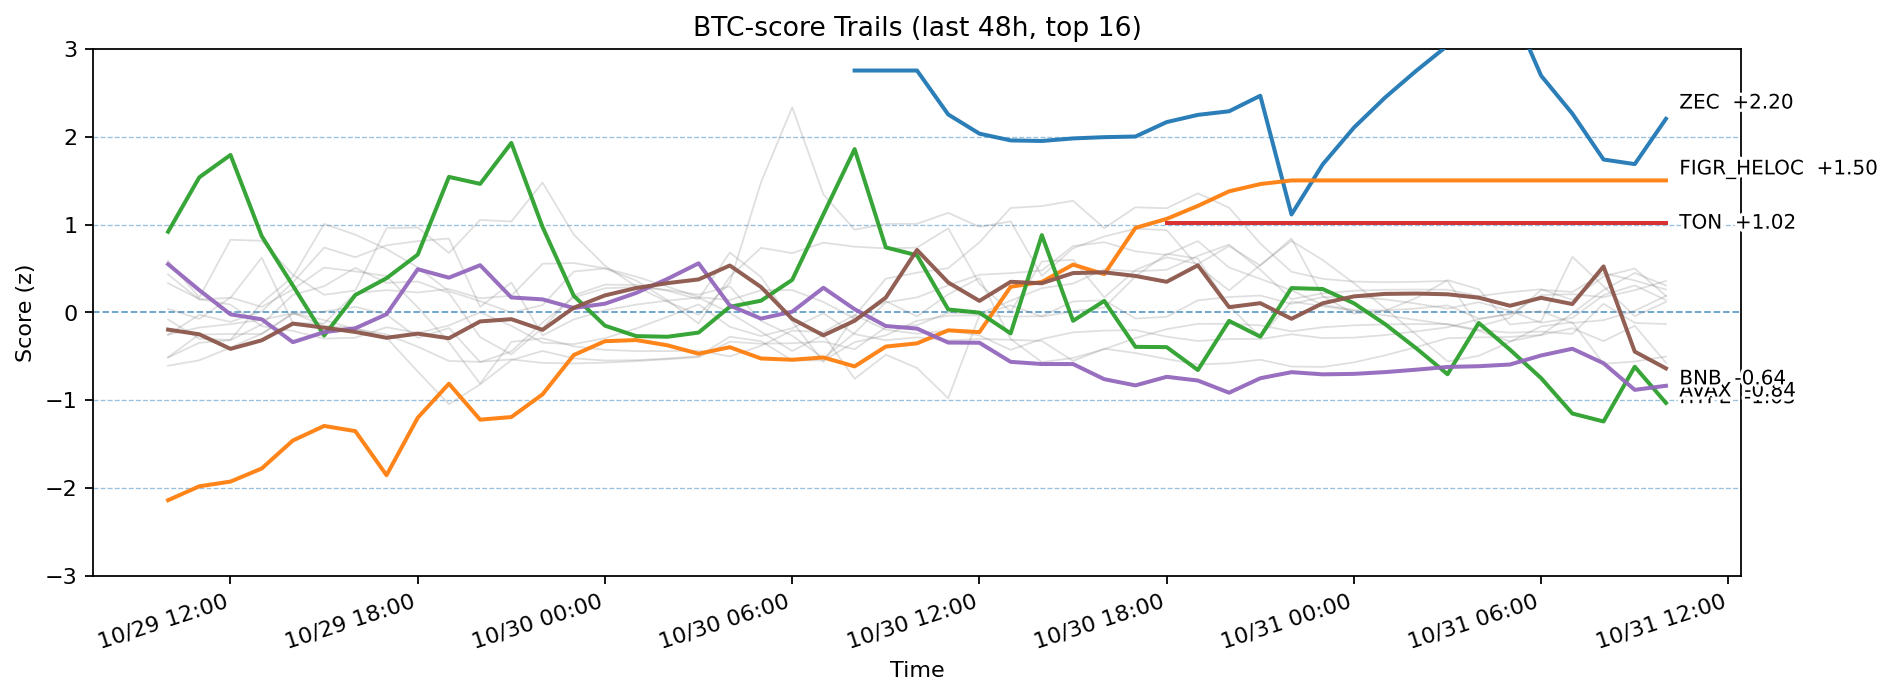 BTC-score Trails (last 48h, top 16)
Score (z)
3
2
1
0
−1
−2
−3
ZEC +2.20
FIGR_HELOC +1.50
TON +1.02
BNB -0.64
AVAX -0.84
10/29 12:00
10/29 18:00
10/30 00:00
10/30 06:00
10/30 12:00
10/30 18:00
10/31 00:00
10/31 06:00
10/31 12:00
Time